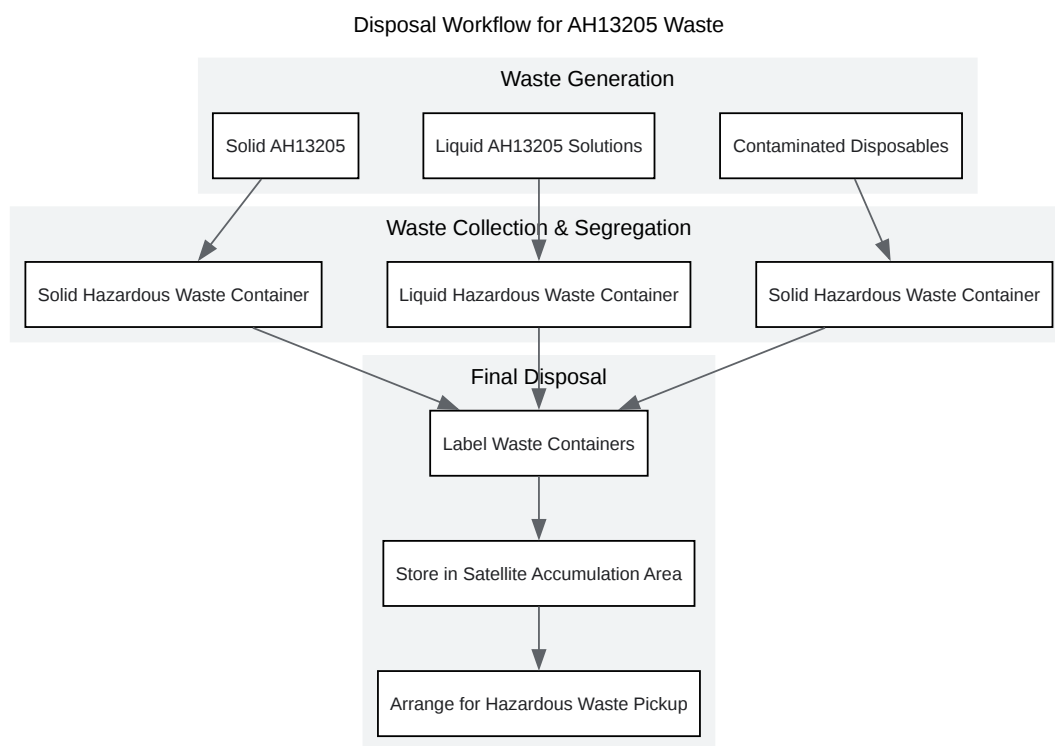 Disposal Workflow for AH13205 Waste
Waste Generation
Solid AH13205
Liquid AH13205 Solutions
Contaminated Disposables
Waste Collection & Segregation
Solid Hazardous Waste Container
Liquid Hazardous Waste Container
Solid Hazardous Waste Container
Final Disposal
Label Waste Containers
Store in Satellite Accumulation Area
Arrange for Hazardous Waste Pickup